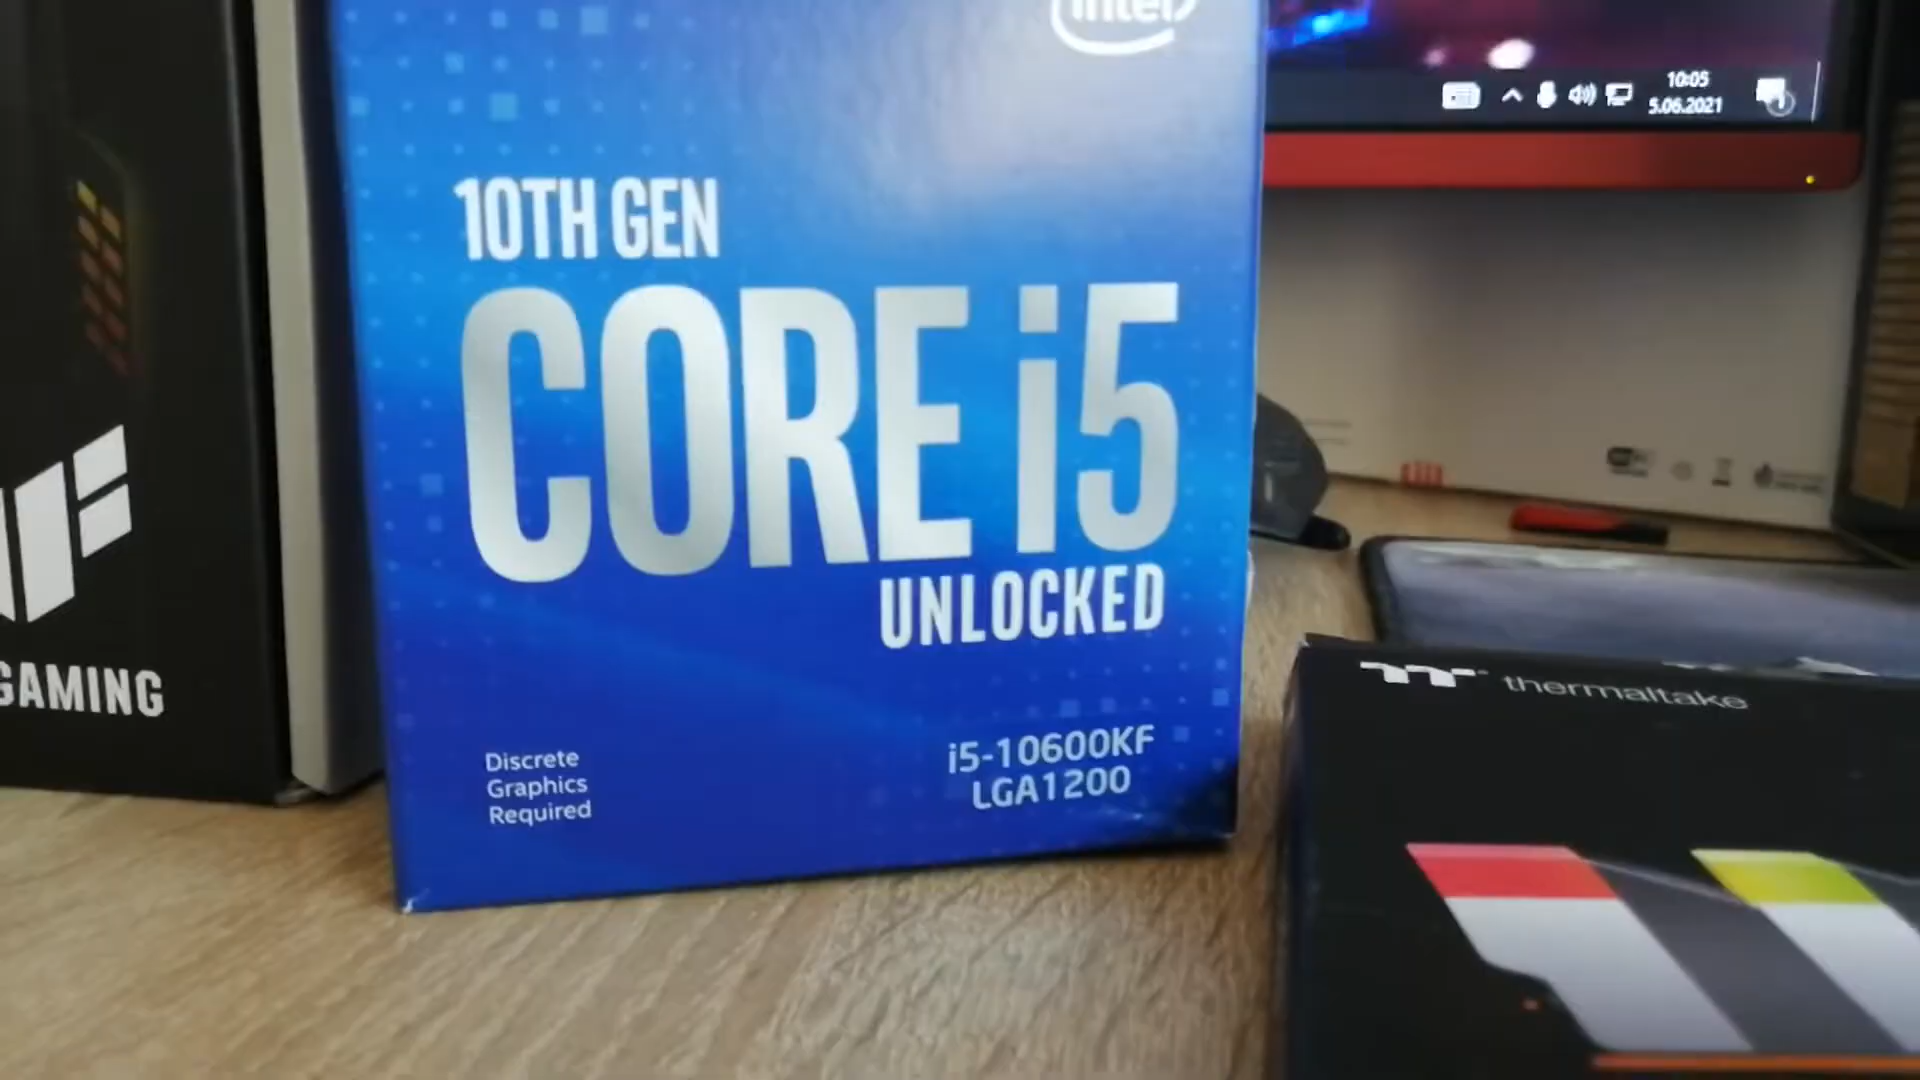 intel
10:05
5.06.2021
10TH GEN
CORE i5
UNLOCKED
GAMING
Discrete
Graphics
Required
i5-10600KF
LGA1200
thermaltake